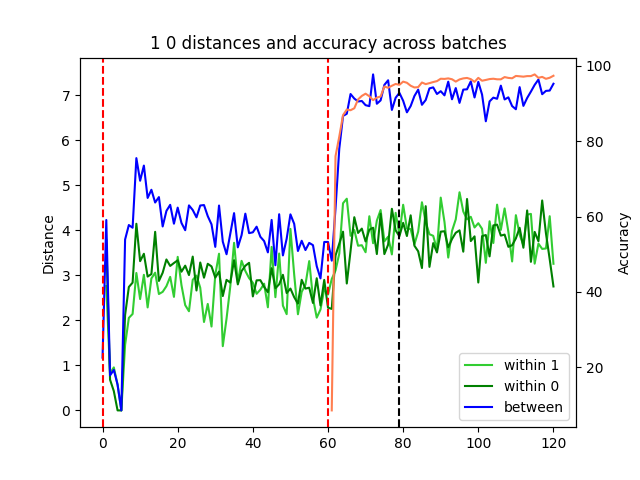 1 0 distances and accuracy across batches
Distance
7
6
5
4
3
2
1
0
100
80
60
40
20
Accuracy
0 20 40 60 80 100 120
within 1
within 0
between